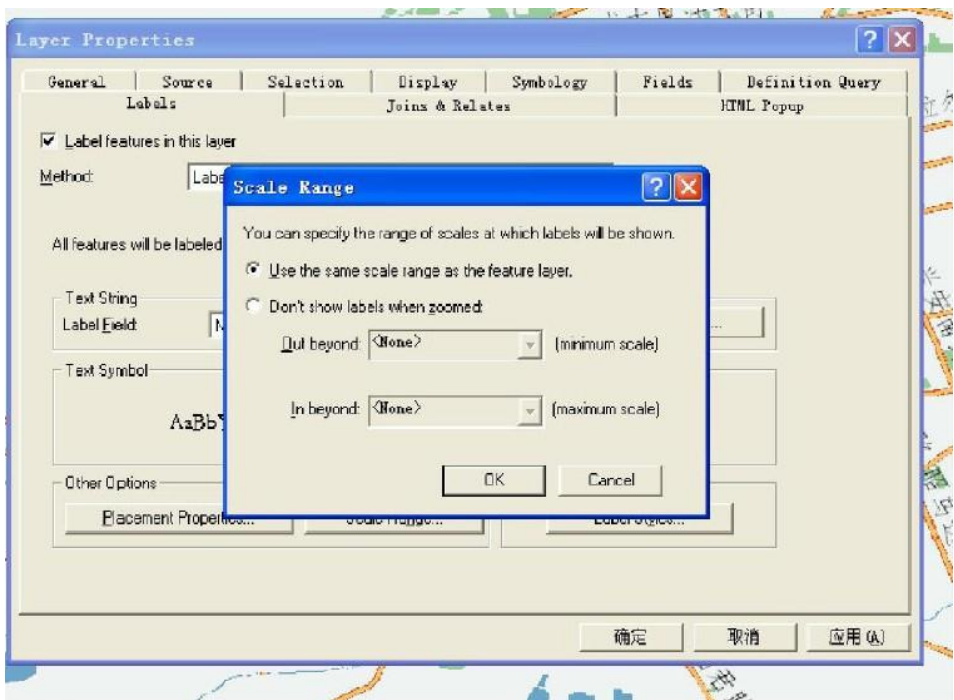 Layer Properties
General Source Selection Display Symbology Fields Definition Query
Labels Joins & Relates HTML Popup
Label features in this layer
Method:
All features will be labeled
Text String
Label Field:
Text Symbol
AaBbY
Other Options
Placement Properties...
Scale Range
You can specify the range of scales at which labels will be shown.
Use the same scale range as the feature layer.
Don't show labels when zoomed:
Out beyond: <None> (minimum scale)
In beyond: <None> (maximum scale)
OK Cancel
确定 取消 应用(A)